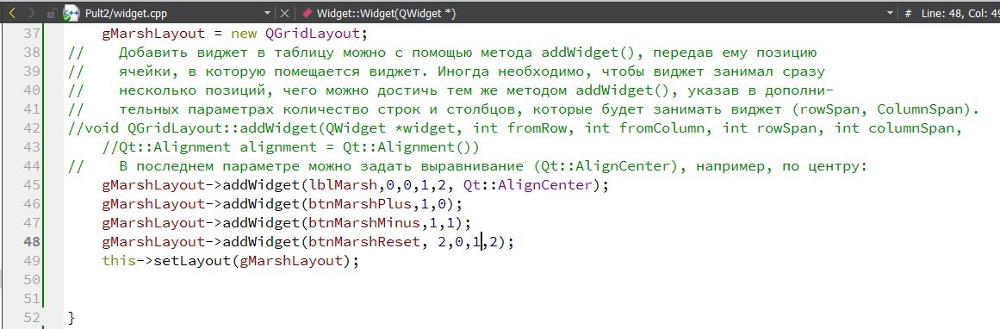 Pult2/widget.cpp Widget::Widget(QWidget *) # Line: 48, Col: 49
37 gMarshLayout = new QGridLayout;
38 // Добавить виджет в таблицу можно с помощью метода addWidget(), передав ему позицию
39 // ячейки, в которую помещается виджет. Иногда необходимо, чтобы виджет занимал сразу
40 // несколько позиций, чего можно достичь тем же методом addWidget(), указав в дополни-
41 // тельных параметрах количество строк и столбцов, которые будет занимать виджет (rowSpan, ColumnSpan).
42 //void QGridLayout::addWidget(QWidget *widget, int fromRow, int fromColumn, int rowSpan, int columnSpan,
43 //Qt::Alignment alignment = Qt::Alignment())
44 // В последнем параметре можно задать выравнивание (Qt::AlignCenter), например, по центру:
45 gMarshLayout->addWidget(lblMarsh,0,0,1,2, Qt::AlignCenter);
46 gMarshLayout->addWidget(btnMarshPlus,1,0);
47 gMarshLayout->addWidget(btnMarshMinus,1,1);
48 gMarshLayout->addWidget(btnMarshReset, 2,0,1,2);
49 this->setLayout(gMarshLayout);
50
51
52 }